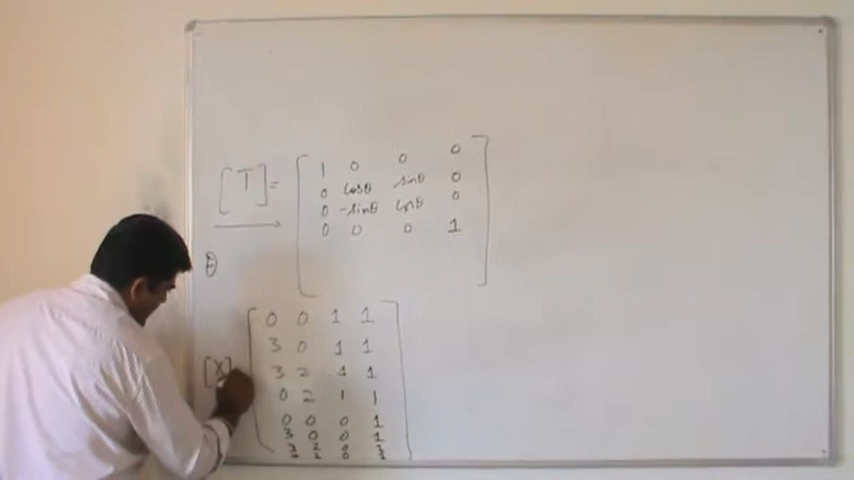 [T] =
1 0 0 0
0 cosθ sinθ 0
0 -sinθ cosθ 0
0 0 0 1
θ
[X]
0 0 1 1
3 0 1 1
3 2 1 1
0 2 1 1
0 0 0 1
3 0 0 1
3 2 0 1